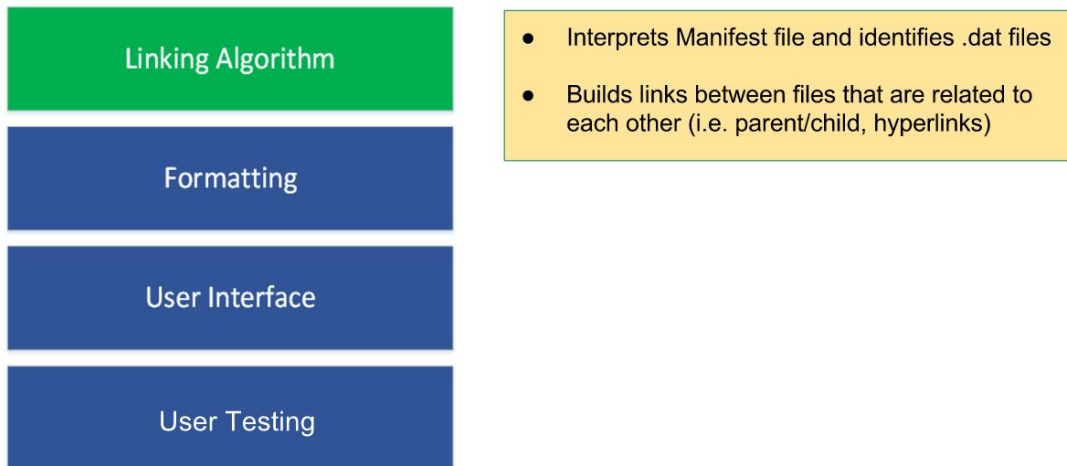 Linking Algorithm
● Interprets Manifest file and identifies .dat files
● Builds links between files that are related to
each other (i.e. parent/child, hyperlinks)
Formatting
User Interface
User Testing